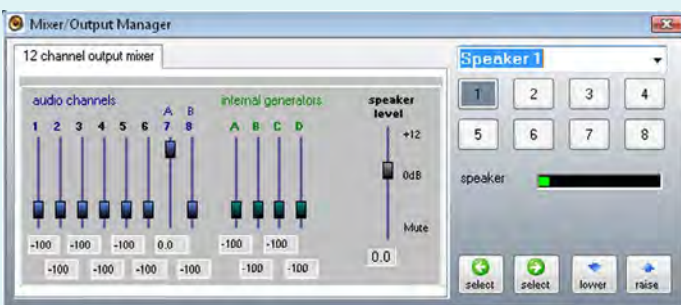 Mixer/Output Manager
12 channel output mixer
Speaker 1
audio channels
internal generators
speaker level
A B
1 2 3 4 5 6 7 8
A B C D
+12
0dB
Mute
-100 -100 -100 0.0
-100 -100 -100 -100
-100 -100
-100 -100
0.0
1 2 3 4
5 6 7 8
speaker
select select lower raise